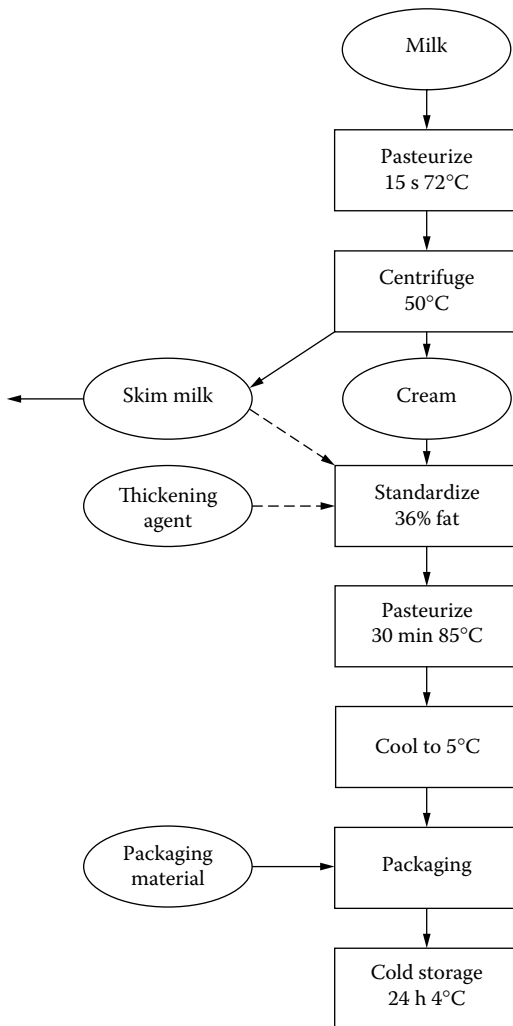 Milk
Pasteurize
15 s 72°C
Centrifuge
50°C
Skim milk
Cream
Thickening
agent
Standardize
36% fat
Pasteurize
30 min 85°C
Cool to 5°C
Packaging
material
Packaging
Cold storage
24 h 4°C